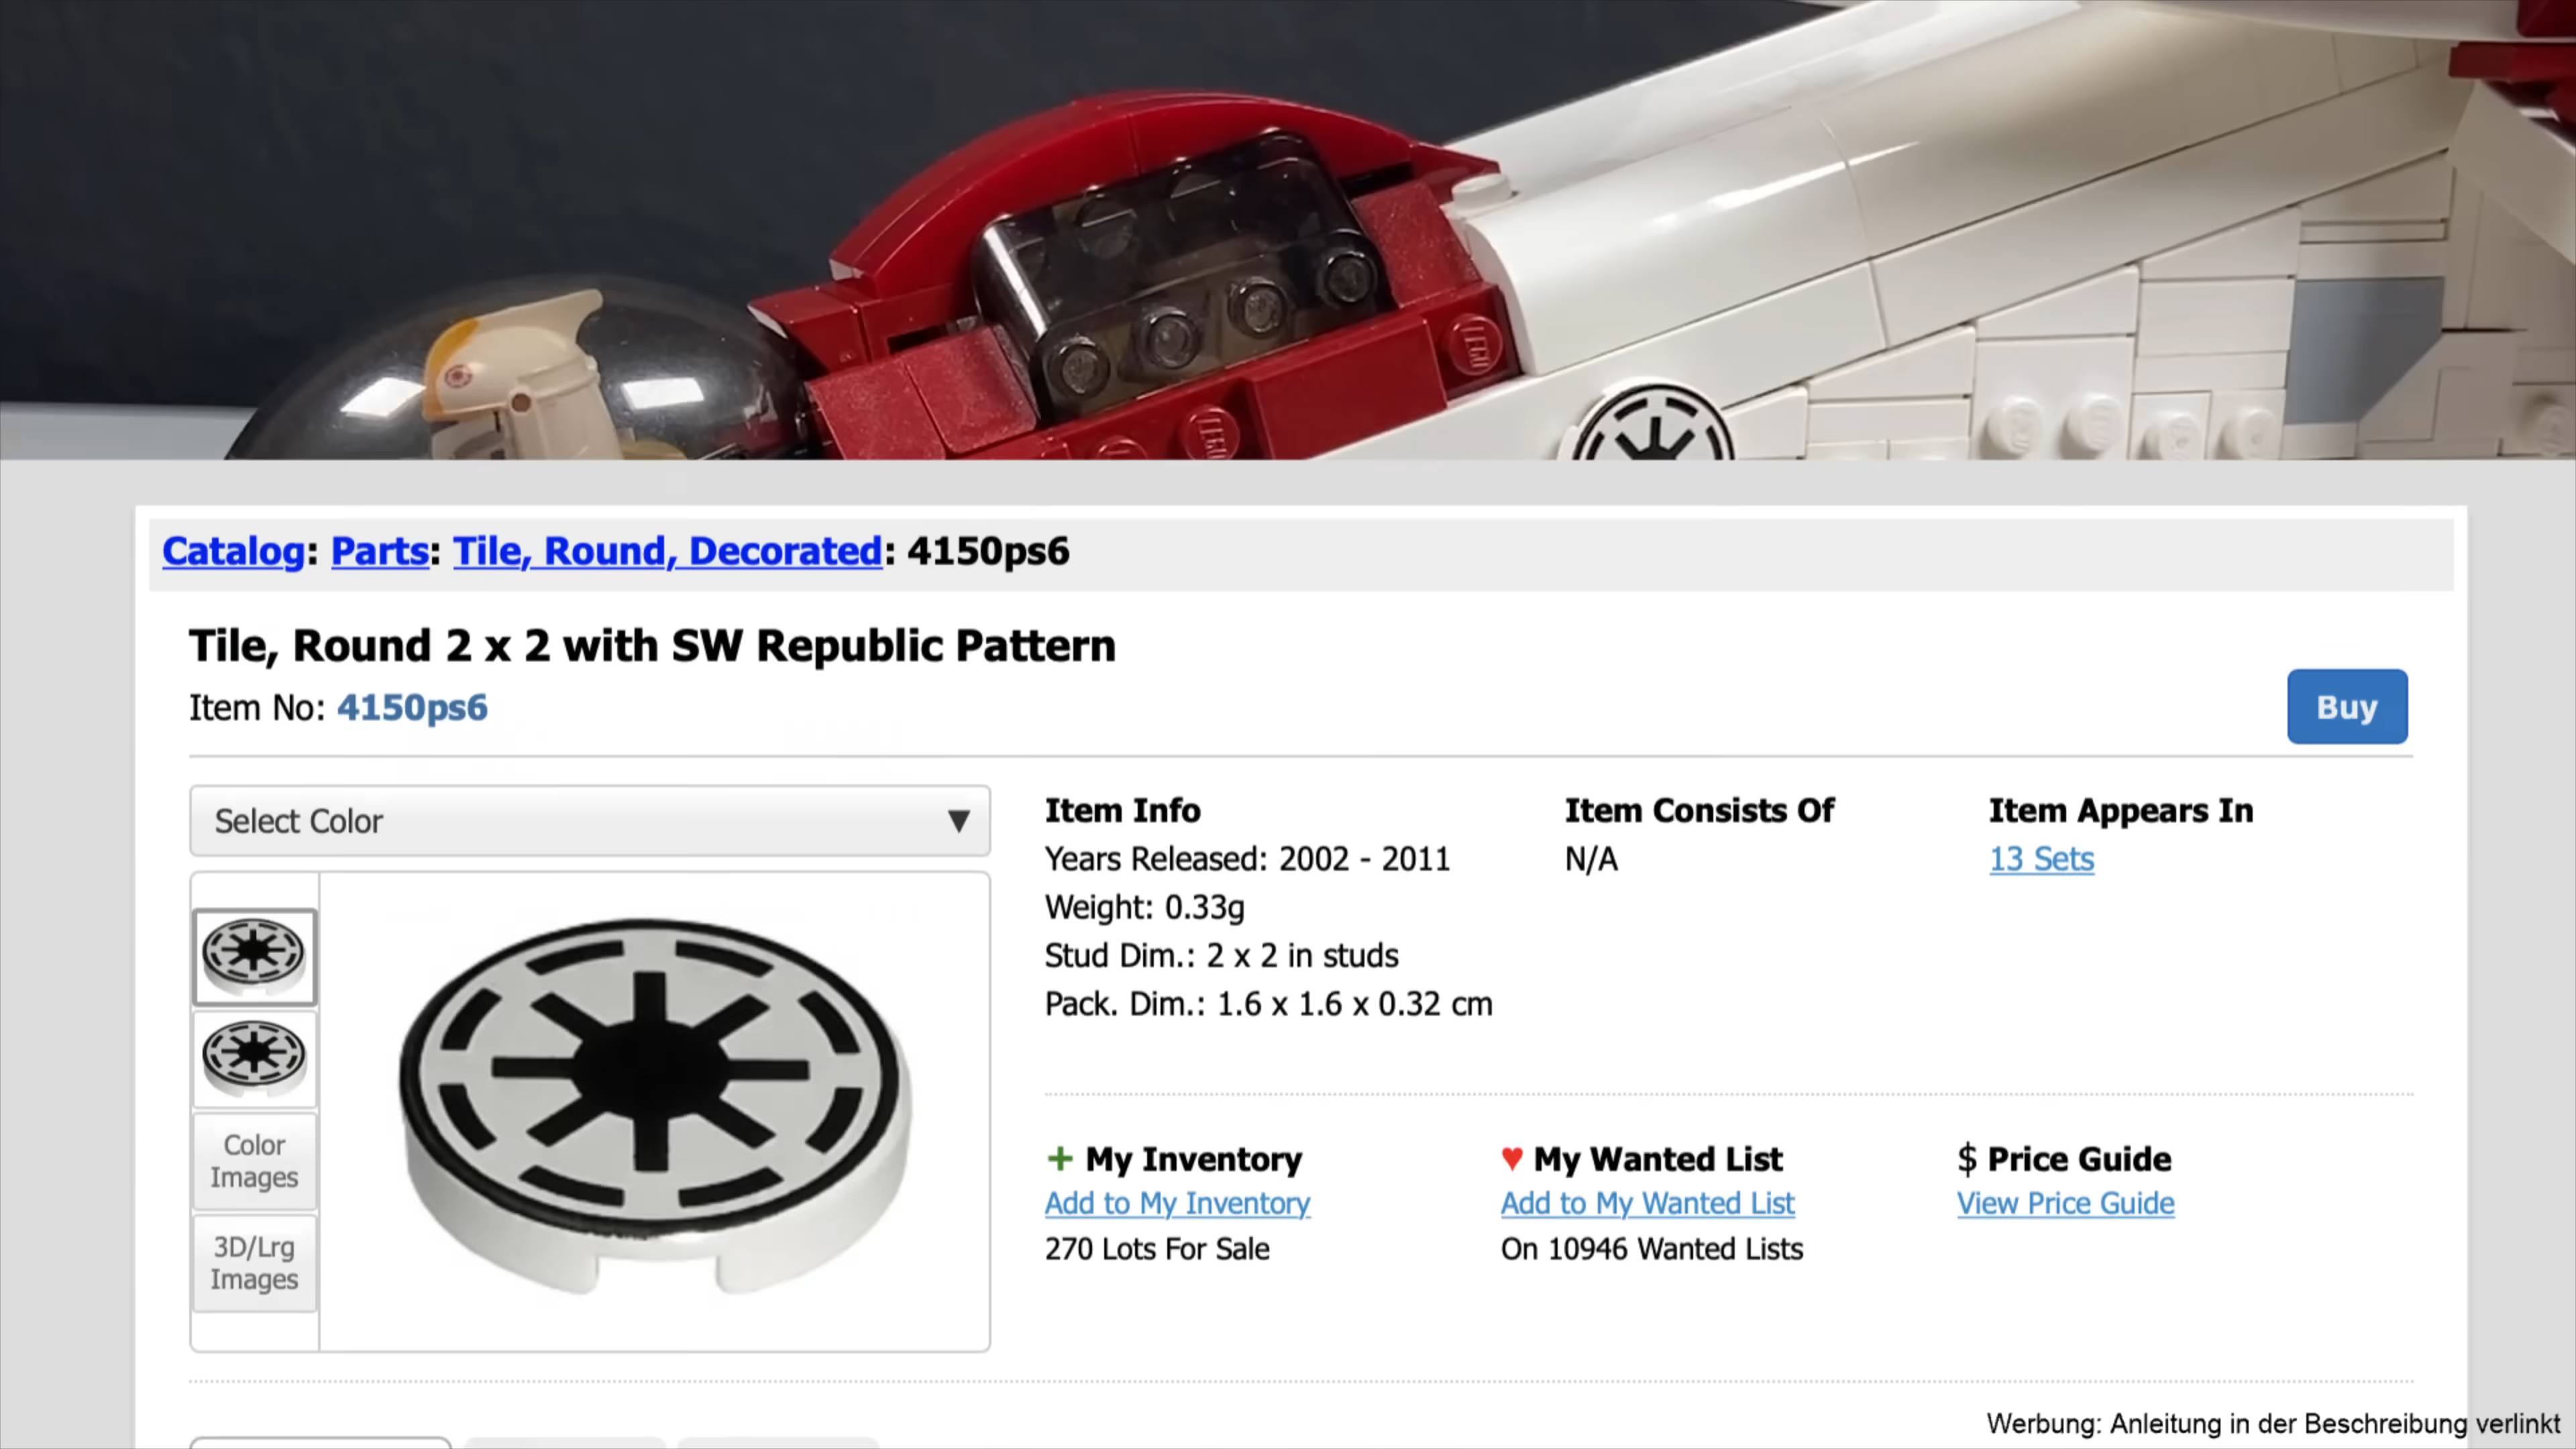 LEGO
LEGO
Catalog: Parts: Tile, Round, Decorated: 4150ps6
Tile, Round 2 x 2 with SW Republic Pattern
Item No: 4150ps6
Buy
Select Color
Color
Images
3D/Lrg
Images
Item Info
Years Released: 2002 - 2011
Weight: 0.33g
Stud Dim.: 2 x 2 in studs
Pack. Dim.: 1.6 x 1.6 x 0.32 cm
Item Consists Of
N/A
Item Appears In
13 Sets
+ My Inventory
Add to My Inventory
270 Lots For Sale
♥ My Wanted List
Add to My Wanted List
On 10946 Wanted Lists
$ Price Guide
View Price Guide
Werbung: Anleitung in der Beschreibung verlinkt